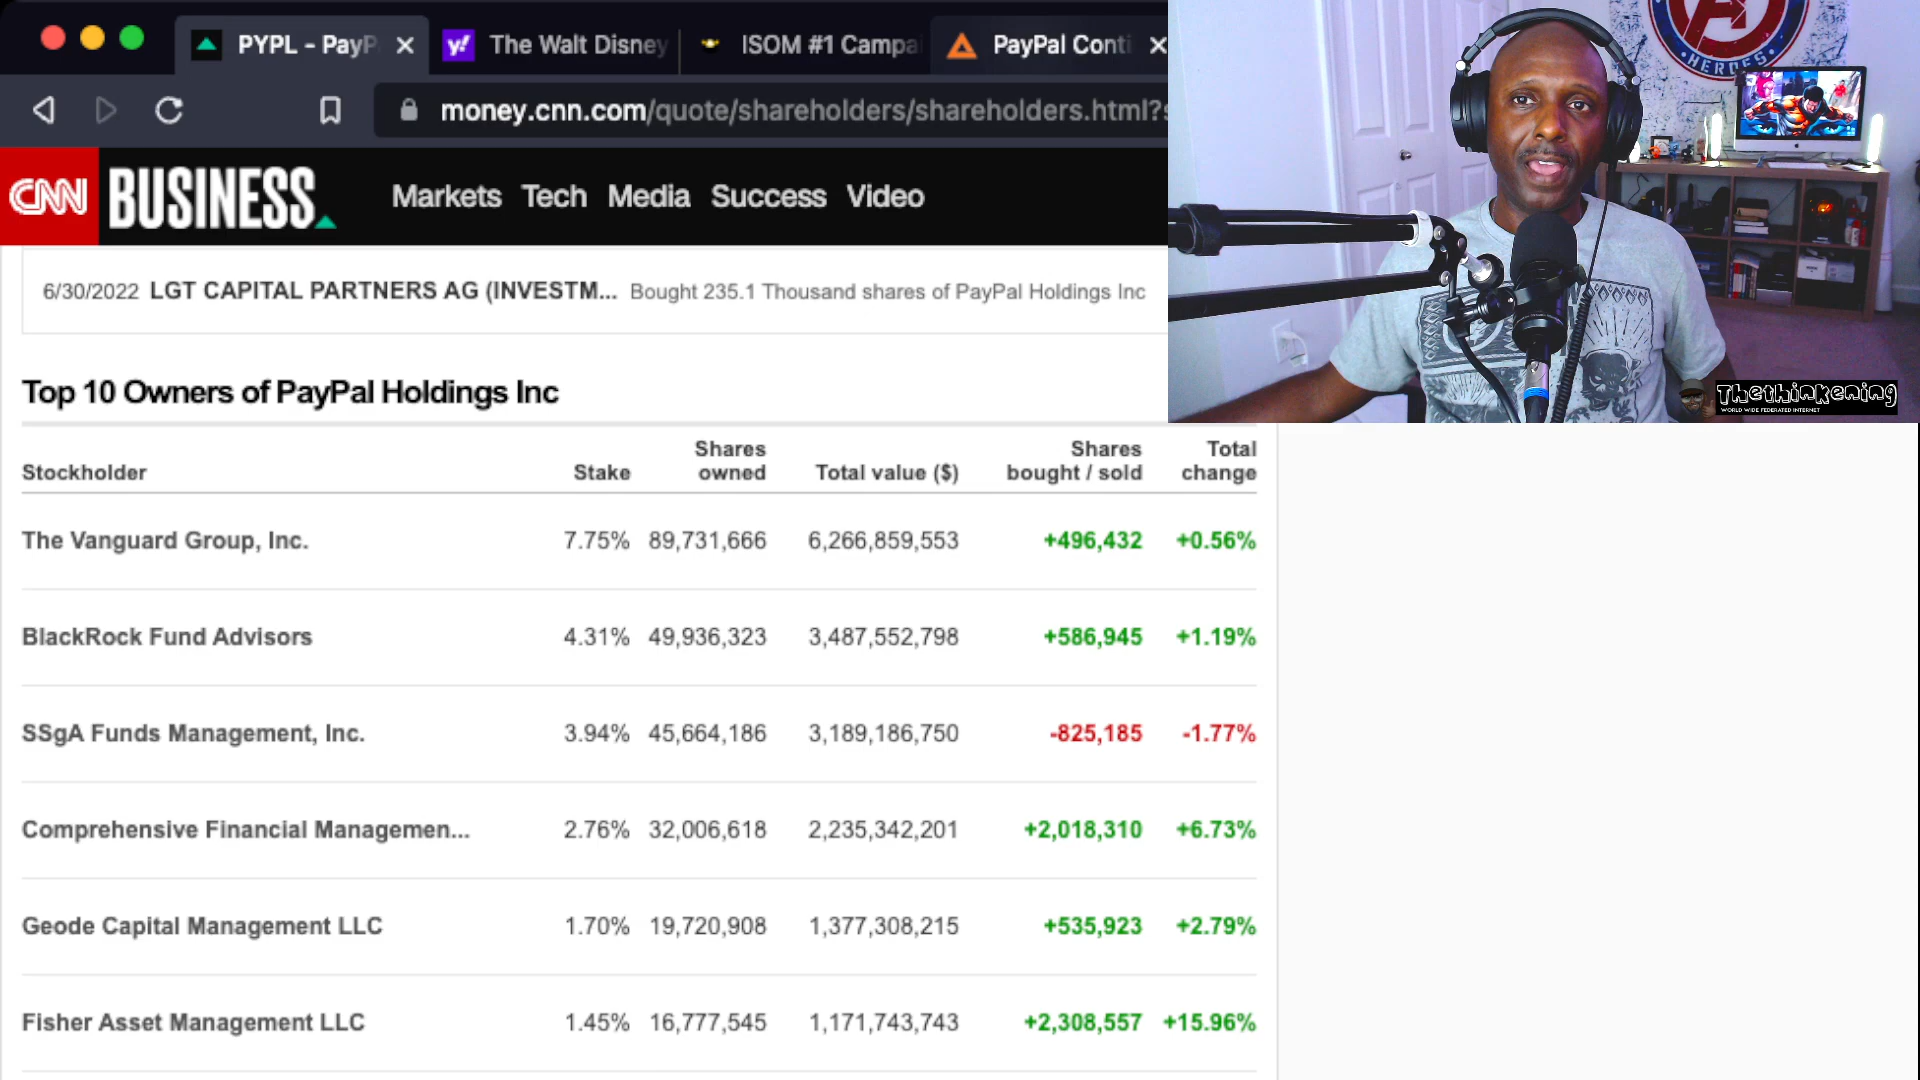 PYPL - PayP
The Walt Disney
ISOM #1 Campa
PayPal Conti
money.cnn.com/quote/shareholders/shareholders.html?s
CNN BUSINESS
Markets Tech Media Success Video
6/30/2022 LGT CAPITAL PARTNERS AG (INVESTM... Bought 235.1 Thousand shares of PayPal Holdings Inc
Top 10 Owners of PayPal Holdings Inc
Stockholder Stake Shares owned Total value ($) Shares bought / sold Total change
The Vanguard Group, Inc. 7.75% 89,731,666 6,266,859,553 +496,432 +0.56%
BlackRock Fund Advisors 4.31% 49,936,323 3,487,552,798 +586,945 +1.19%
SSgA Funds Management, Inc. 3.94% 45,664,186 3,189,186,750 -825,185 -1.77%
Comprehensive Financial Managemen... 2.76% 32,006,618 2,235,342,201 +2,018,310 +6.73%
Geode Capital Management LLC 1.70% 19,720,908 1,377,308,215 +535,923 +2.79%
Fisher Asset Management LLC 1.45% 16,777,545 1,171,743,743 +2,308,557 +15.96%
HEROES
Thethinkening
WORLD WIDE FEDERATED INTERNET